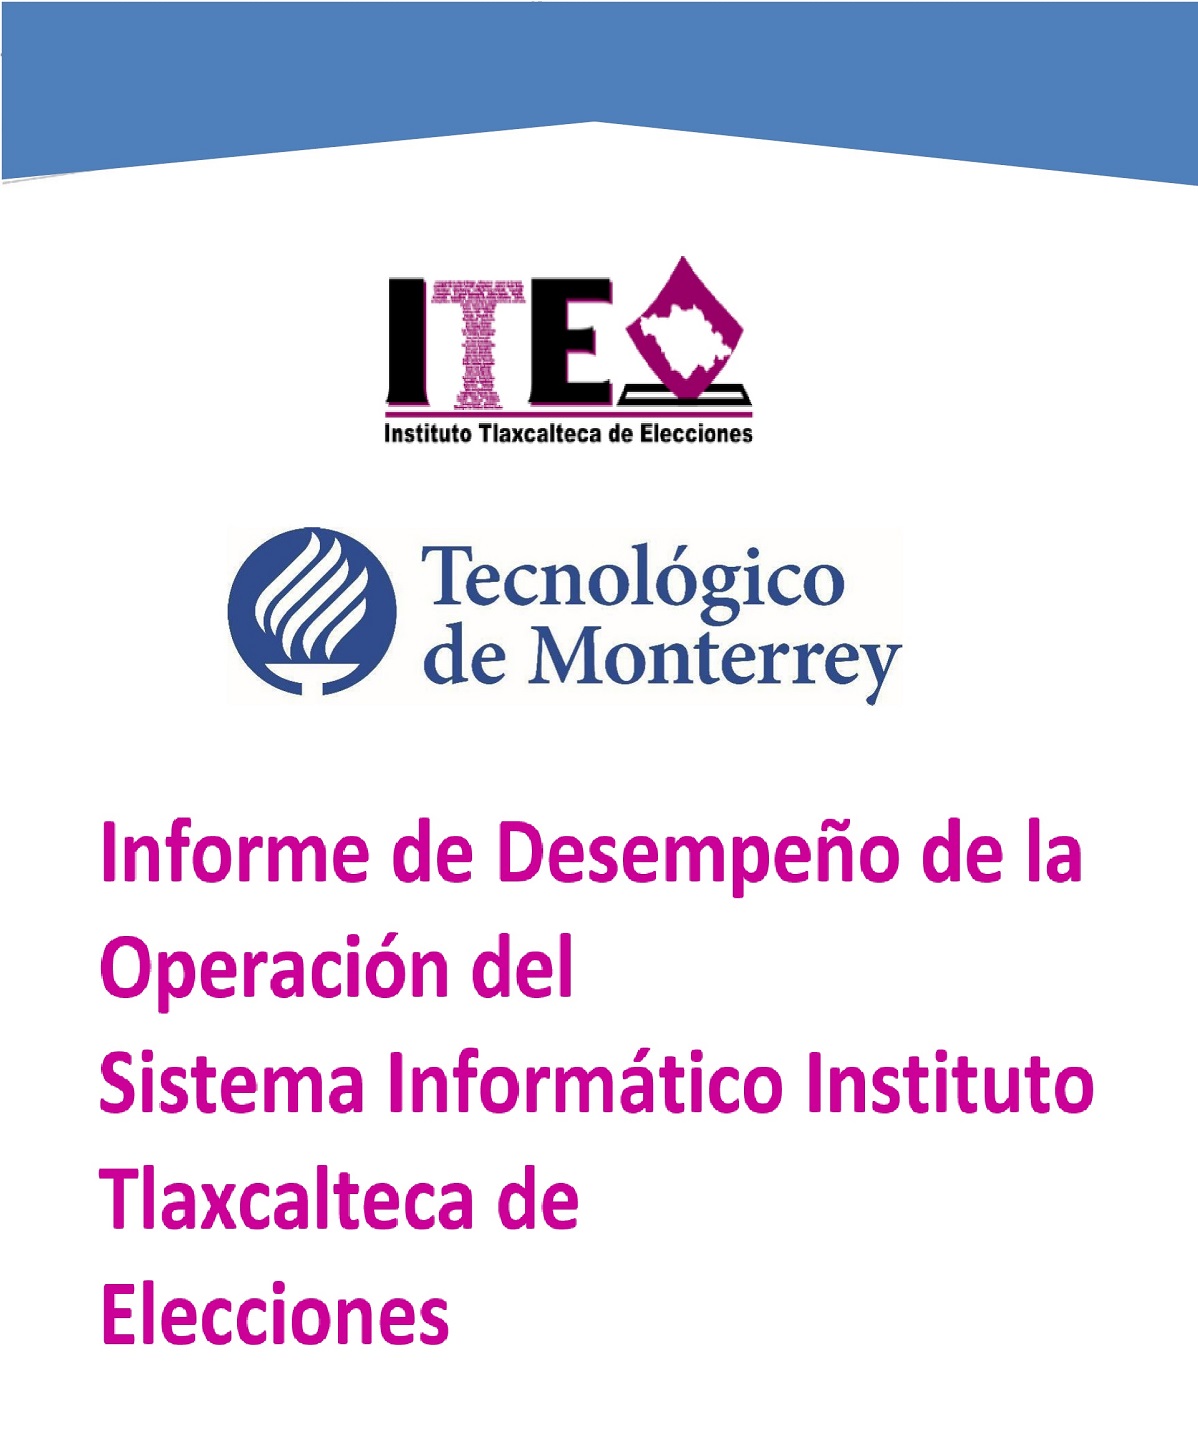 ITE
Instituto Tlaxcalteca de Elecciones
Tecnológico
de Monterrey
Informe de Desempeño de la
Operación del
Sistema Informático Instituto
Tlaxcalteca de
Elecciones